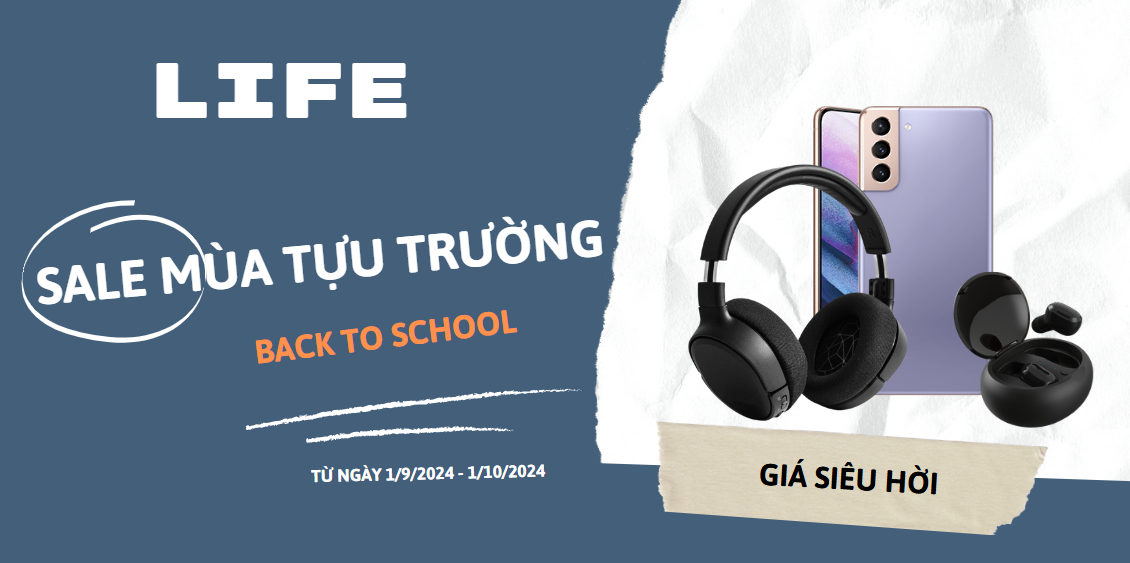 LIFE
SALE MÙA TỰU TRƯỜNG
BACK TO SCHOOL
TỪ NGÀY 1/9/2024 - 1/10/2024
GIÁ SIÊU HỜI